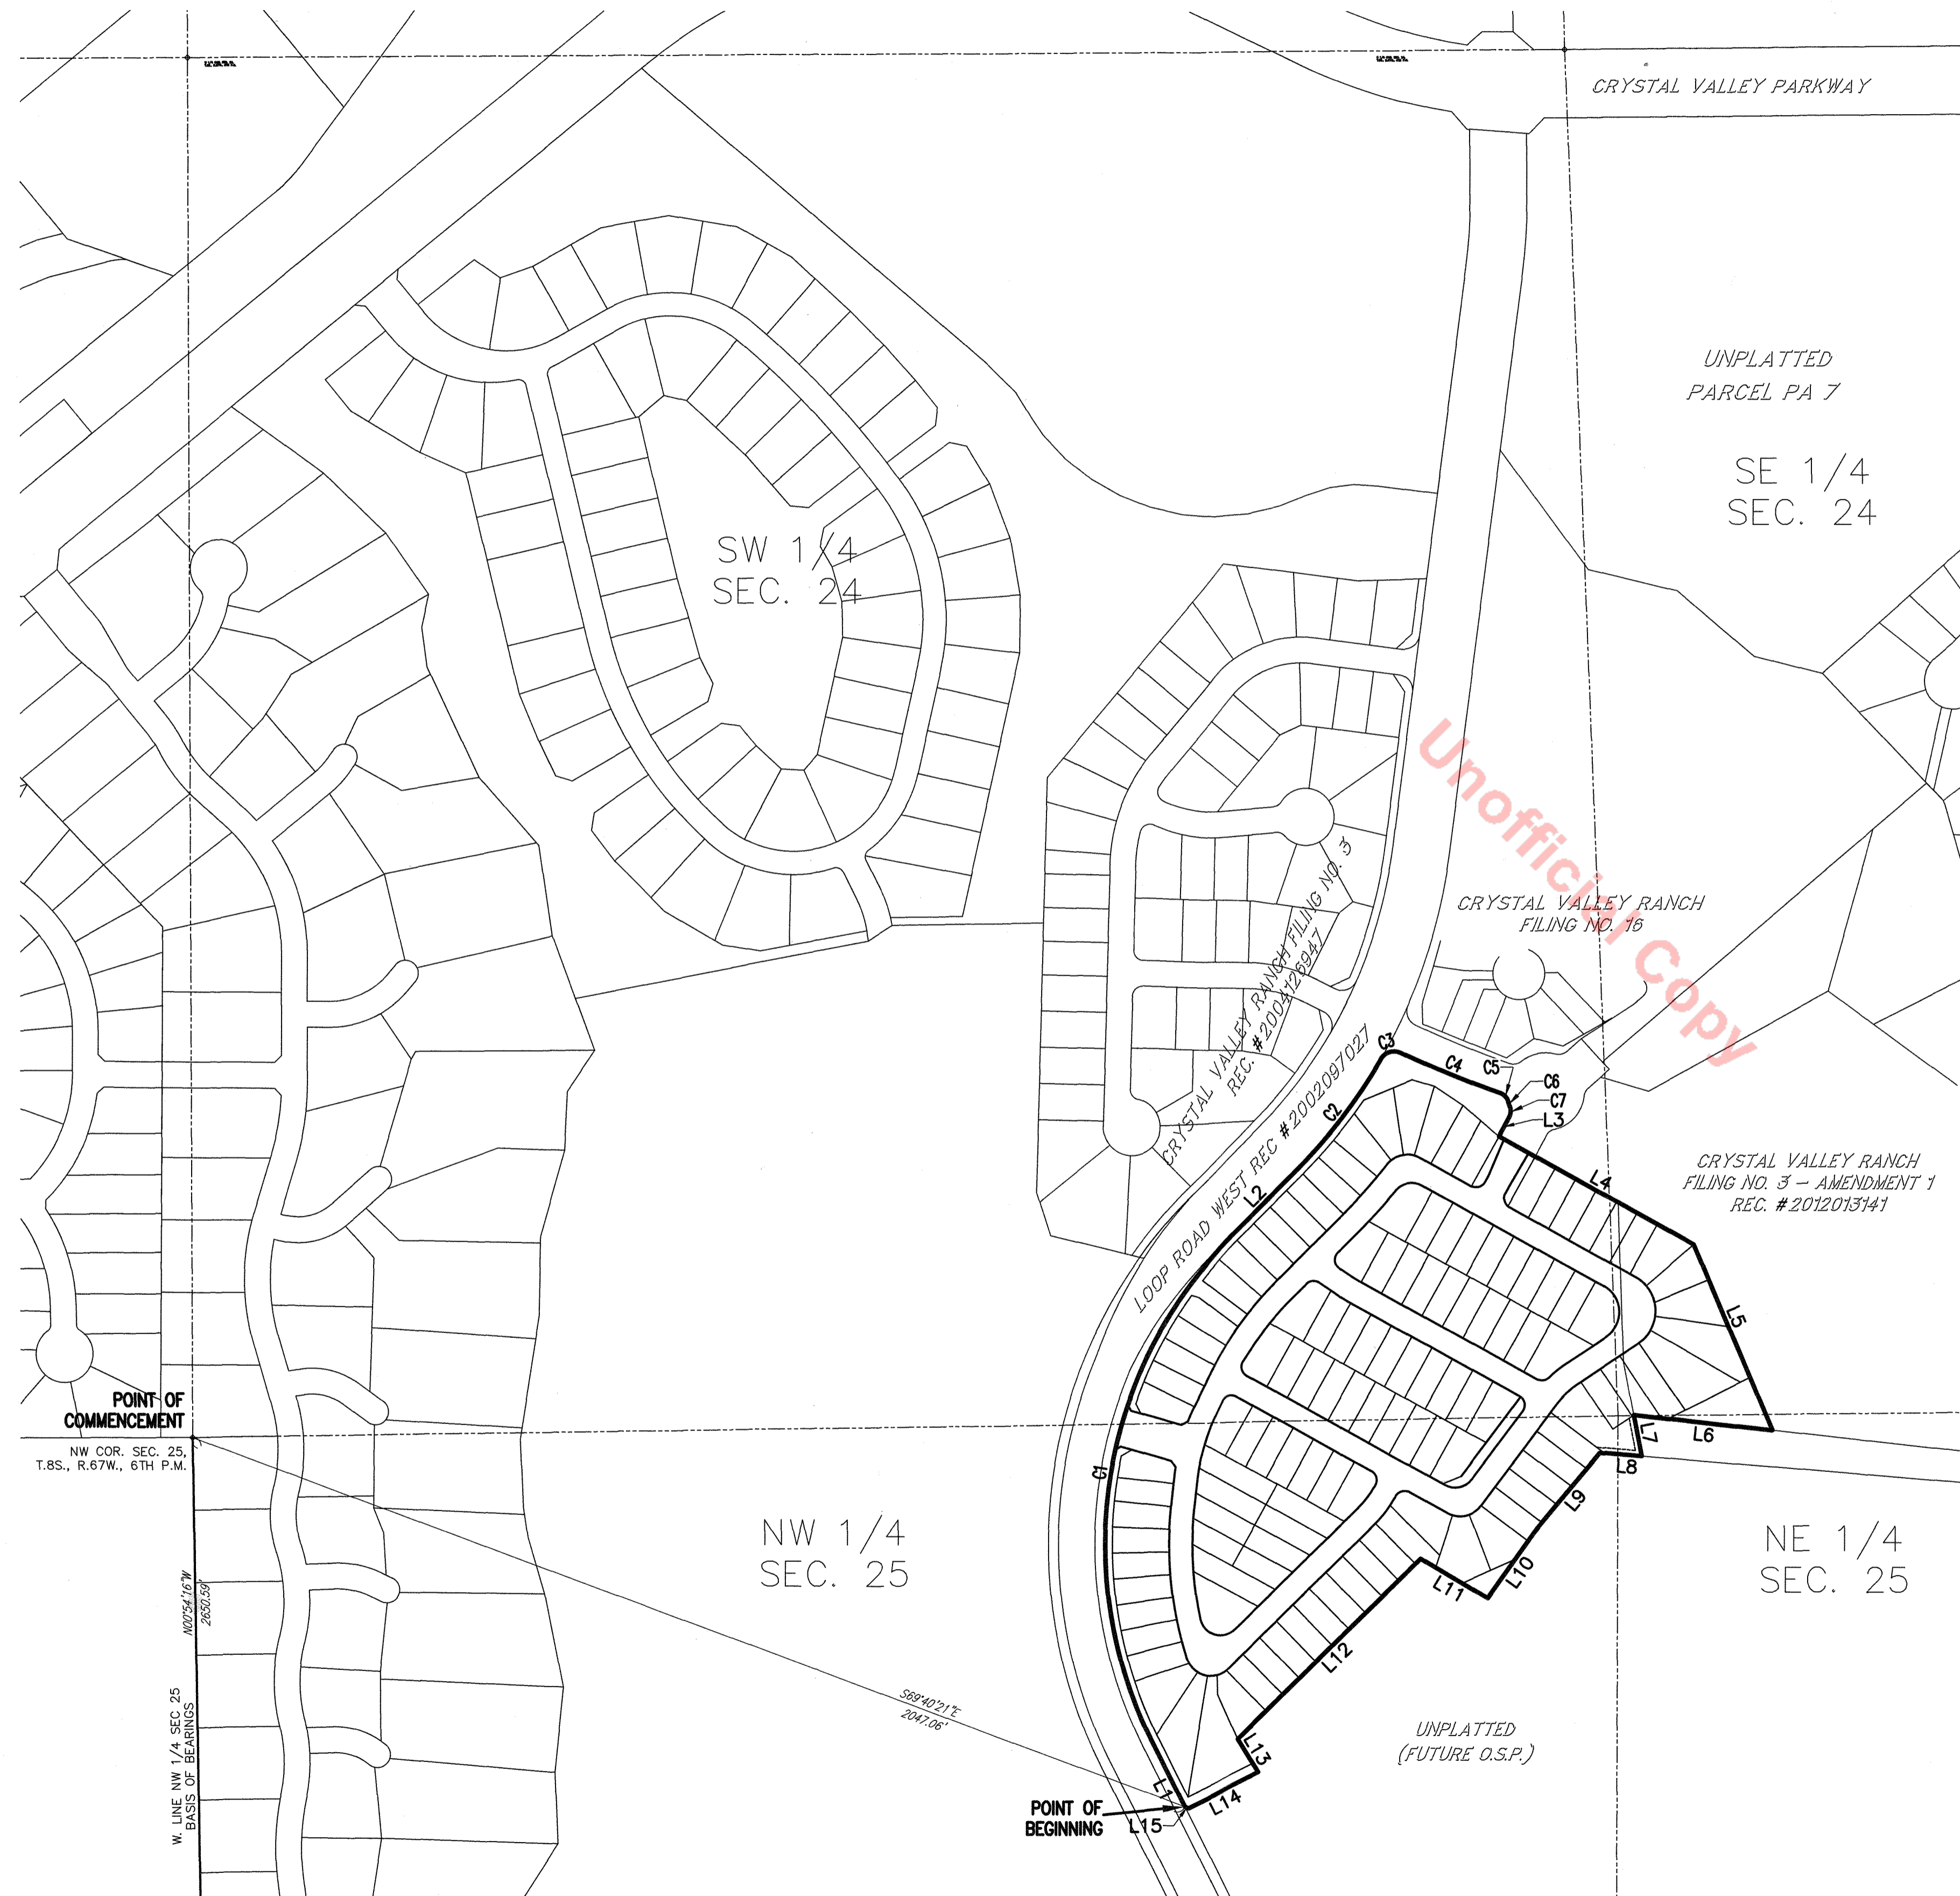 CRYSTAL VALLEY PARKWAY
UNPLATTED
PARCEL PA 7
SE 1/4
SEC. 24
SW 1/4
SEC. 24
Unofficial Copy
CRYSTAL VALLEY RANCH
FILING NO. 16
CRYSTAL VALLEY RANCH FILING NO. 3
REC. #2004126947
LOOP ROAD WEST REC #2002097027
C3
C4
C5
C6
C7
L3
C2
L2
L4
CRYSTAL VALLEY RANCH
FILING NO. 3 - AMENDMENT 1
REC. #2012013141
L5
POINT OF
COMMENCEMENT
NW COR. SEC. 25,
T.8S., R.67W., 6TH P.M.
L7
L6
L8
C1
L9
NW 1/4
SEC. 25
NE 1/4
SEC. 25
L10
L11
N00°54'16"W
2650.59'
L12
W. LINE NW 1/4 SEC 25
BASIS OF BEARINGS
S69°40'21"E
2047.06'
UNPLATTED
(FUTURE O.S.P.)
L13
L1
L14
POINT OF
BEGINNING
L15